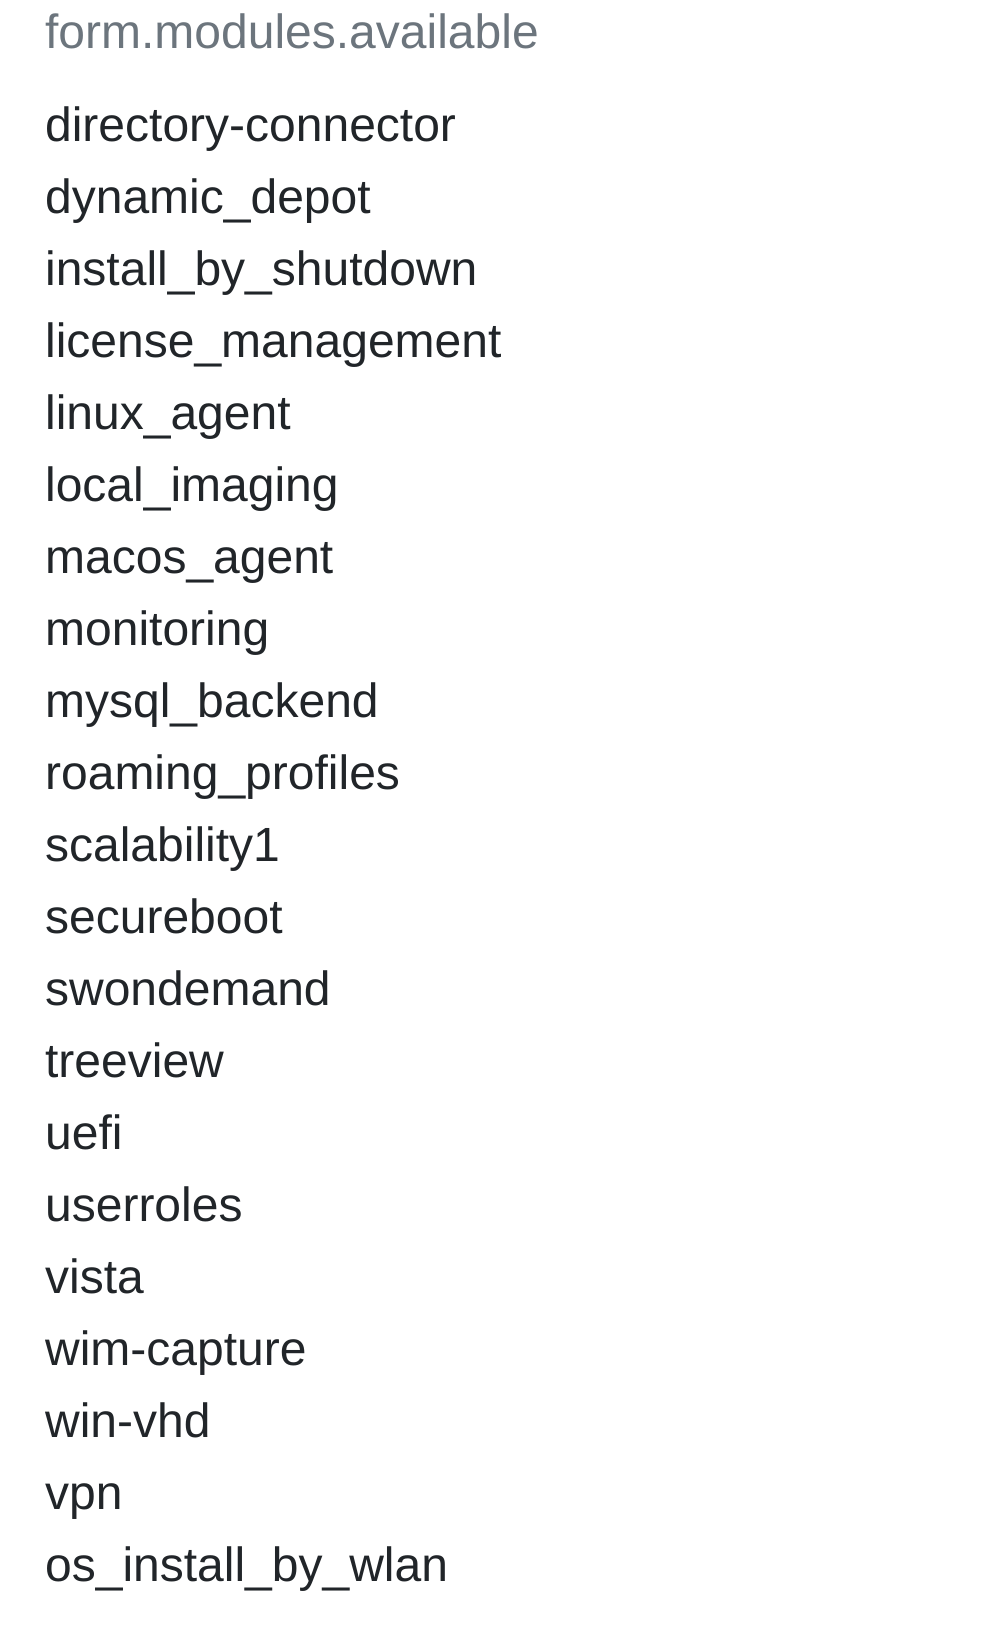 form.modules.available
directory-connector
dynamic_depot
install_by_shutdown
license_management
linux_agent
local_imaging
macos_agent
monitoring
mysql_backend
roaming_profiles
scalability1
secureboot
swondemand
treeview
uefi
userroles
vista
wim-capture
win-vhd
vpn
os_install_by_wlan